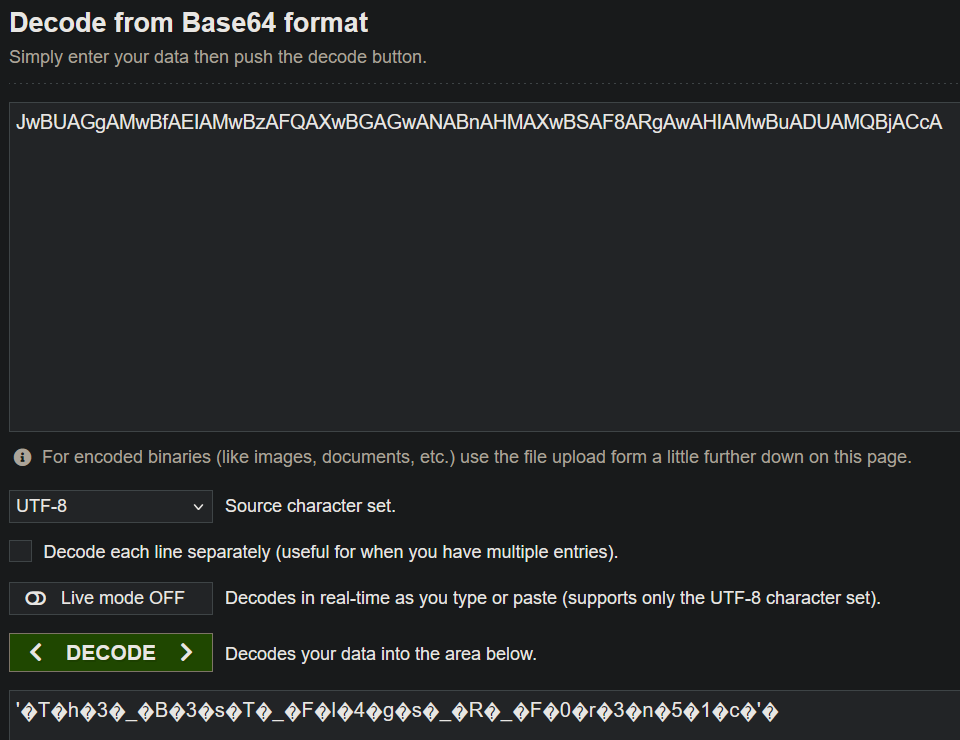 Decode from Base64 format
Simply enter your data then push the decode button.
JwBUAGgAMwBfAEIAMwBzAFQAXwBGAGwANABnAHMAXwBSAF8ARgAwAHIAMwBuADUAMQBjACcA
For encoded binaries (like images, documents, etc.) use the file upload form a little further down on this page.
UTF-8 Source character set.
Decode each line separately (useful for when you have multiple entries).
Live mode OFF Decodes in real-time as you type or paste (supports only the UTF-8 character set).
< DECODE > Decodes your data into the area below.
'�T�h�3�_�B�3�s�T�_�F�l�4�g�s�_�R�_�F�0�r�3�n�5�1�c�'�